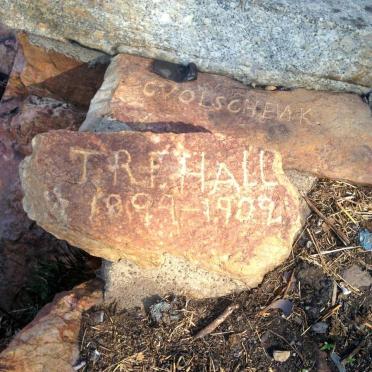 G VOLSCHENK
T.R.F. HALL
1899-1902